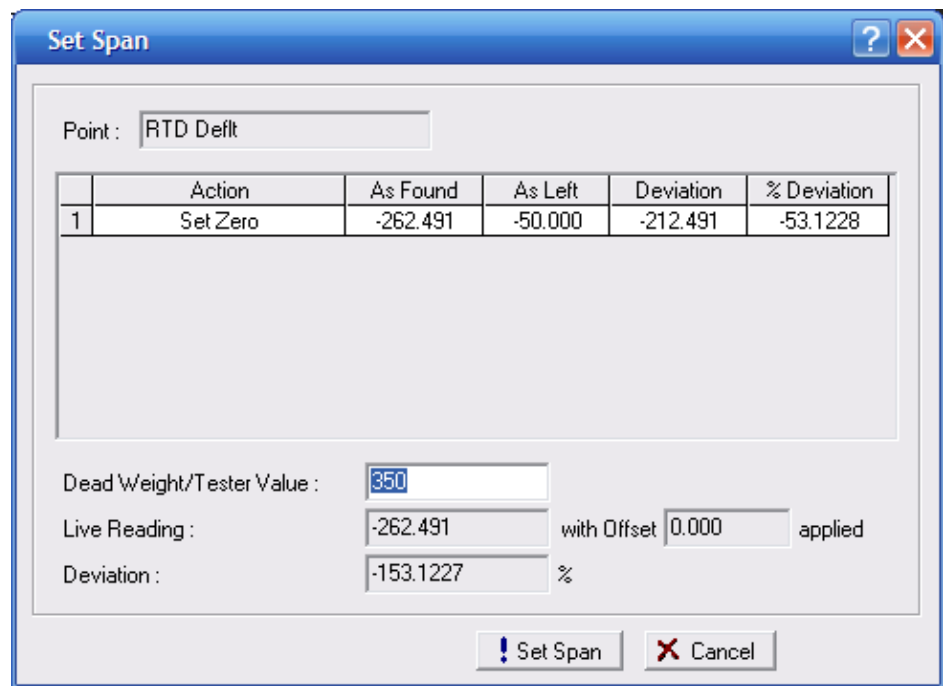 Set Span
Point : RTD Deflt
Action As Found As Left Deviation % Deviation
1 Set Zero -262.491 -50.000 -212.491 -53.1228
Dead Weight/Tester Value : 350
Live Reading : -262.491 with Offset 0.000 applied
Deviation : -153.1227 %
! Set Span X Cancel